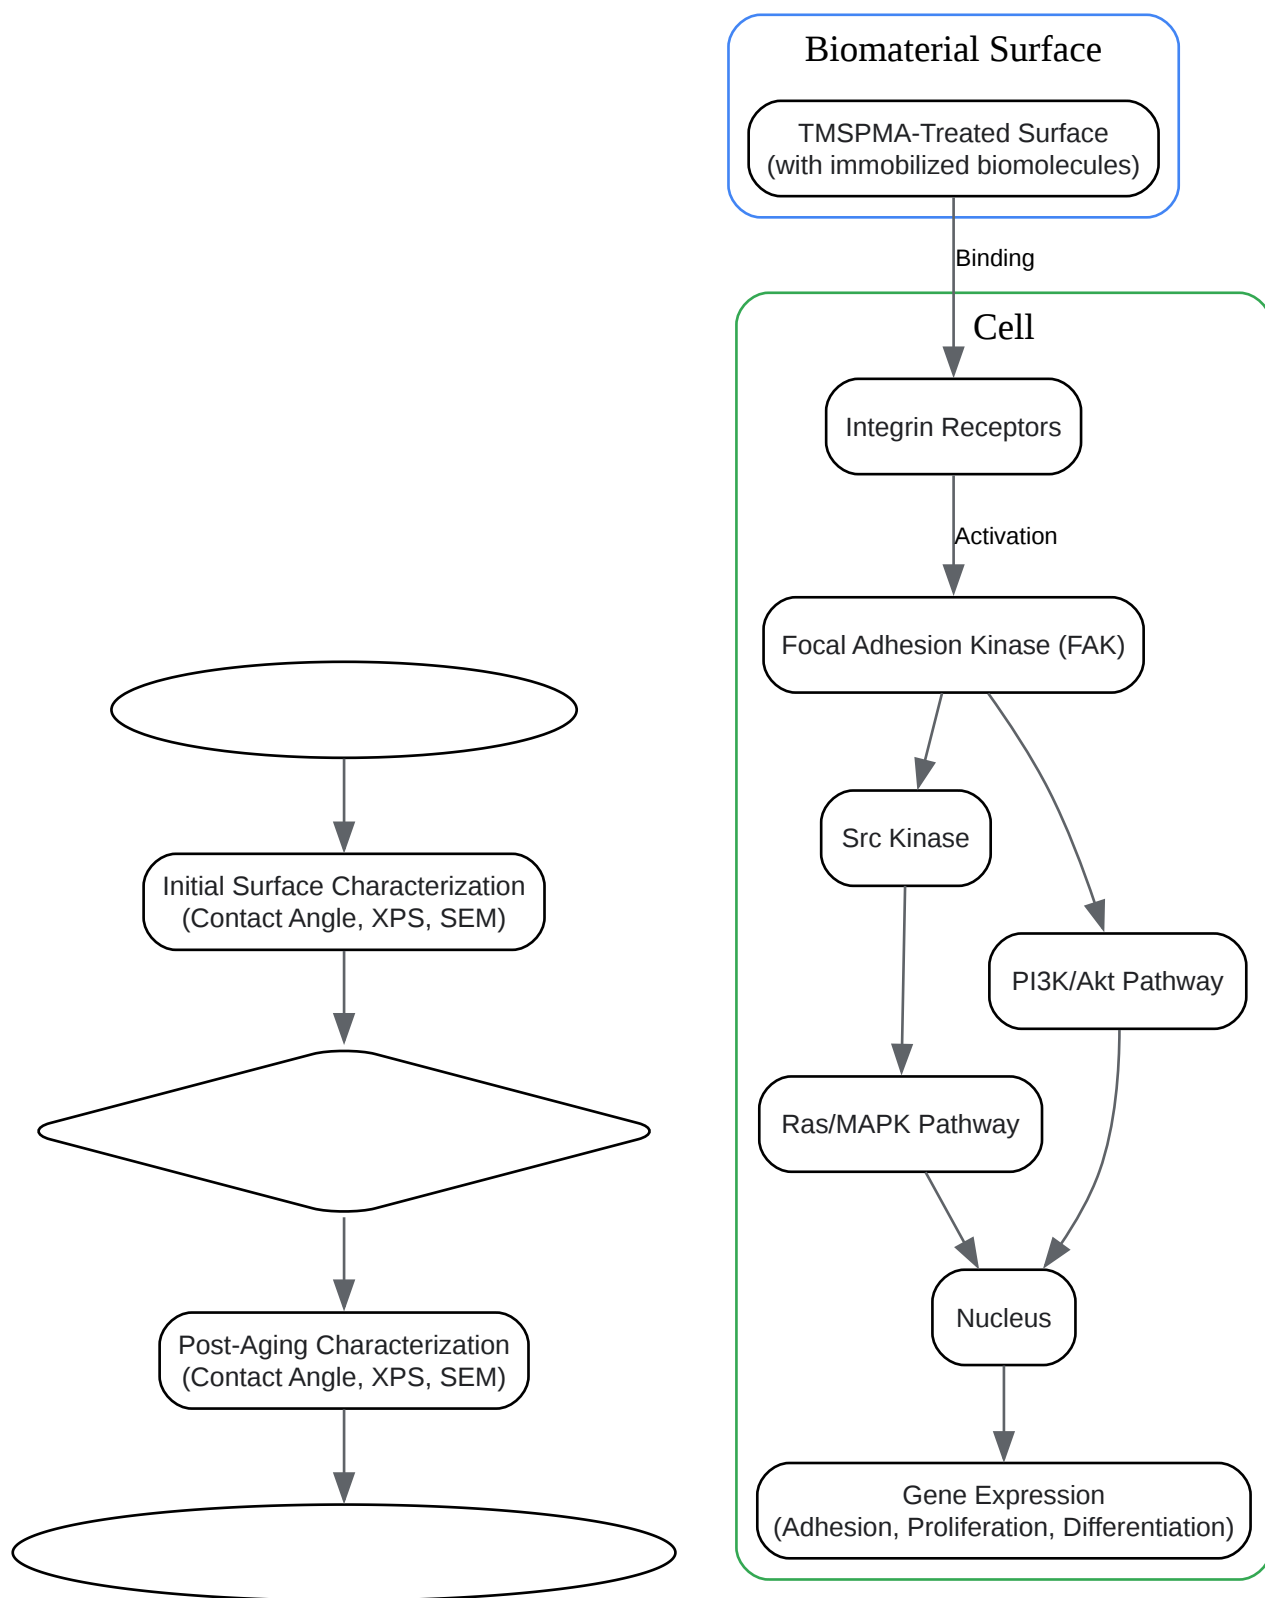 Biomaterial Surface
TMSPMA-Treated Surface
(with immobilized biomolecules)
Binding
Cell
Integrin Receptors
Activation
Focal Adhesion Kinase (FAK)
Src Kinase
PI3K/Akt Pathway
Ras/MAPK Pathway
Nucleus
Gene Expression
(Adhesion, Proliferation, Differentiation)
Initial Surface Characterization
(Contact Angle, XPS, SEM)
Post-Aging Characterization
(Contact Angle, XPS, SEM)